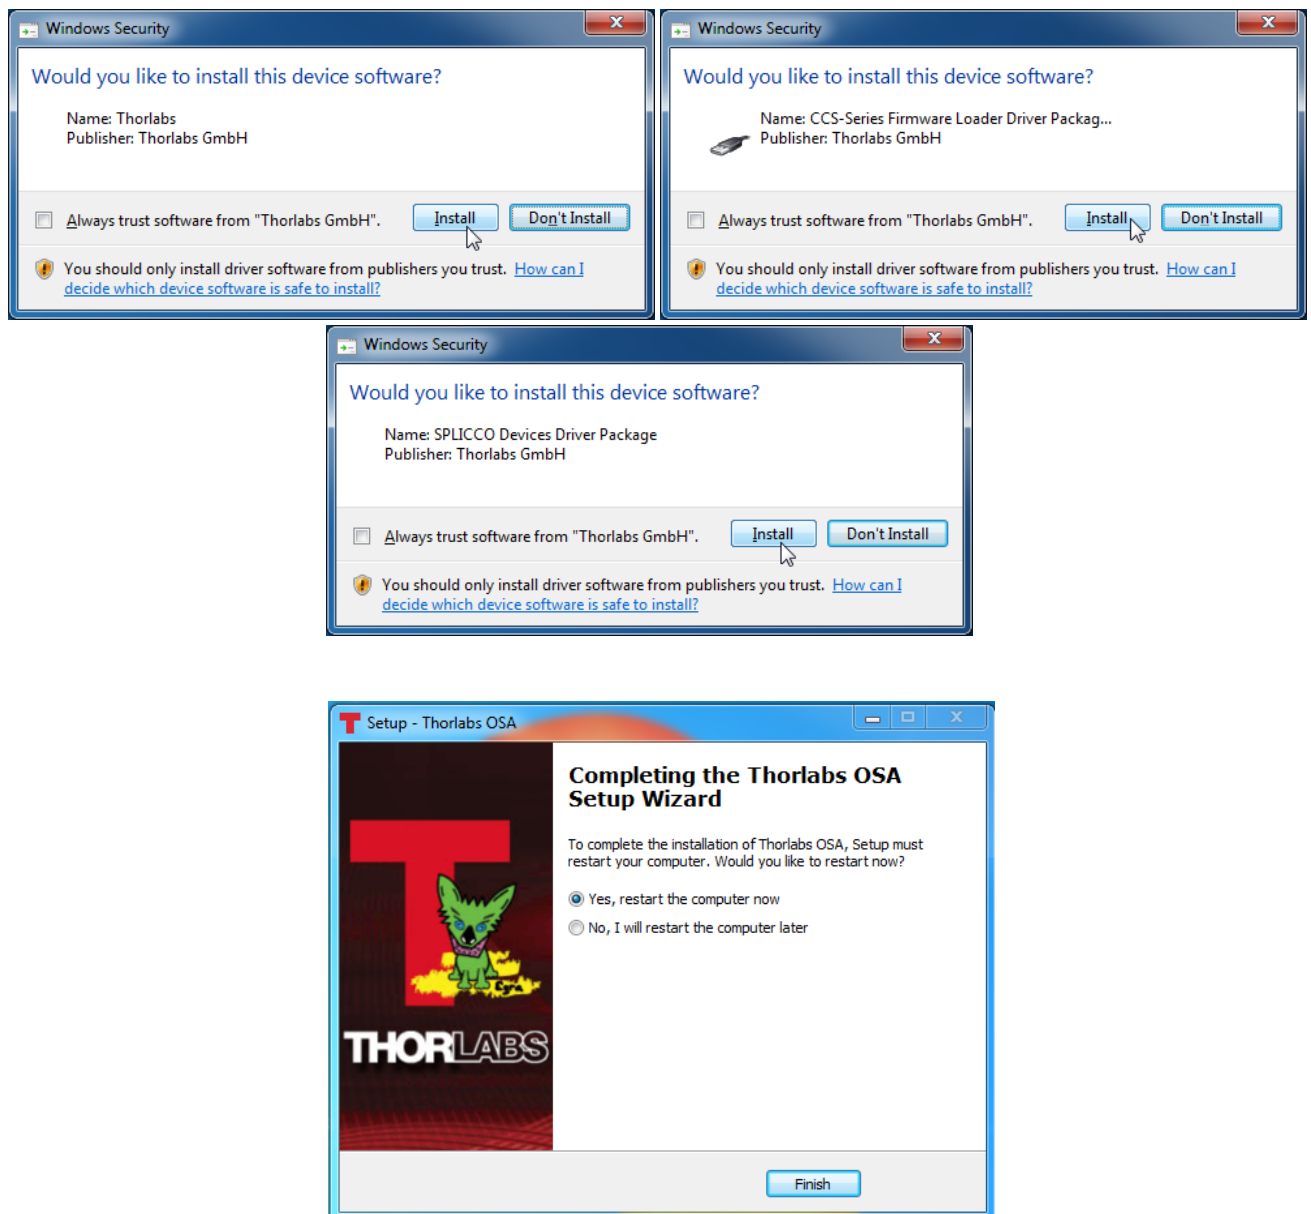 Windows Security
Would you like to install this device software?
Name: Thorlabs
Publisher: Thorlabs GmbH
Always trust software from "Thorlabs GmbH".
Install
Don't Install
You should only install driver software from publishers you trust. How can I
decide which device software is safe to install?
Windows Security
Would you like to install this device software?
Name: CCS-Series Firmware Loader Driver Packag...
Publisher: Thorlabs GmbH
Always trust software from "Thorlabs GmbH".
Install
Don't Install
You should only install driver software from publishers you trust. How can I
decide which device software is safe to install?
Windows Security
Would you like to install this device software?
Name: SPLICCO Devices Driver Package
Publisher: Thorlabs GmbH
Always trust software from "Thorlabs GmbH".
Install
Don't Install
You should only install driver software from publishers you trust. How can I
decide which device software is safe to install?
Setup - Thorlabs OSA
Completing the Thorlabs OSA
Setup Wizard
To complete the installation of Thorlabs OSA, Setup must
restart your computer. Would you like to restart now?
Yes, restart the computer now
No, I will restart the computer later
THORLABS
Finish